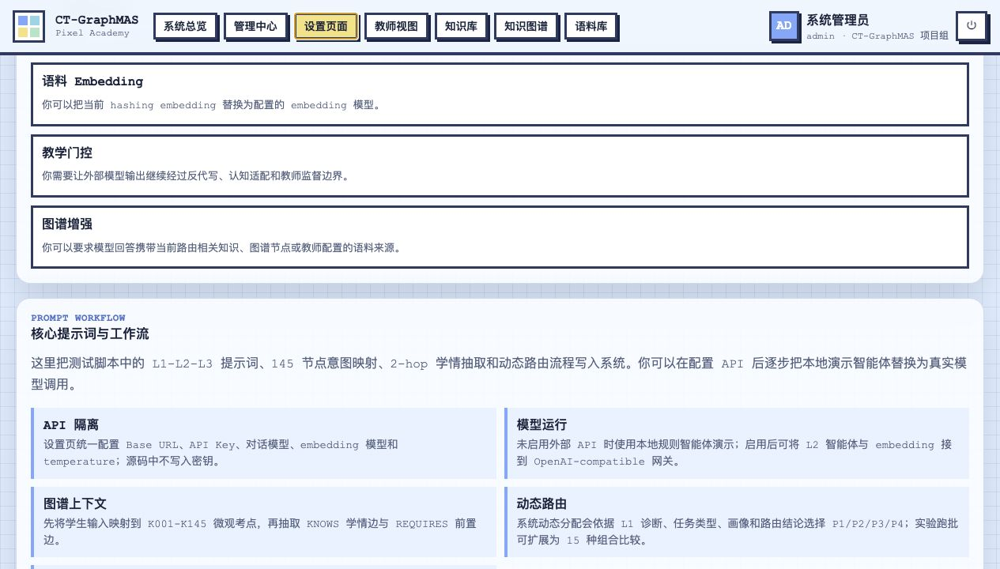 CT-GraphMAS
Pixel Academy
系统总览
管理中心
设置页面
教师视图
知识库
知识图谱
语料库
AD
系统管理员
admin · CT-GraphMAS 项目组
语料 Embedding
你可以把当前 hashing embedding 替换为配置的 embedding 模型。
教学门控
你需要让外部模型输出继续经过反代写、认知适配和教师监督边界。
图谱增强
你可以要求模型回答携带当前路由相关知识、图谱节点或教师配置的语料来源。
PROMPT WORKFLOW
核心提示词与工作流
这里把测试脚本中的 L1-L2-L3 提示词、145 节点意图映射、2-hop 学情抽取和动态路由流程写入系统。你可以在配置 API 后逐步把本地演示智能体替换为真实模
型调用。
API 隔离
设置页统一配置 Base URL、API Key、对话模型、embedding 模型和
temperature；源码中不写入密钥。
模型运行
未启用外部 API 时使用本地规则智能体演示；启用后可将 L2 智能体与 embedding 接
到 OpenAI-compatible 网关。
图谱上下文
先将学生输入映射到 K001-K145 微观考点，再抽取 KNOWS 学情边与 REQUIRES 前置
边。
动态路由
系统动态分配会依据 L1 诊断、任务类型、画像和路由结论选择 P1/P2/P3/P4；实验跑批
可扩展为 15 种组合比较。